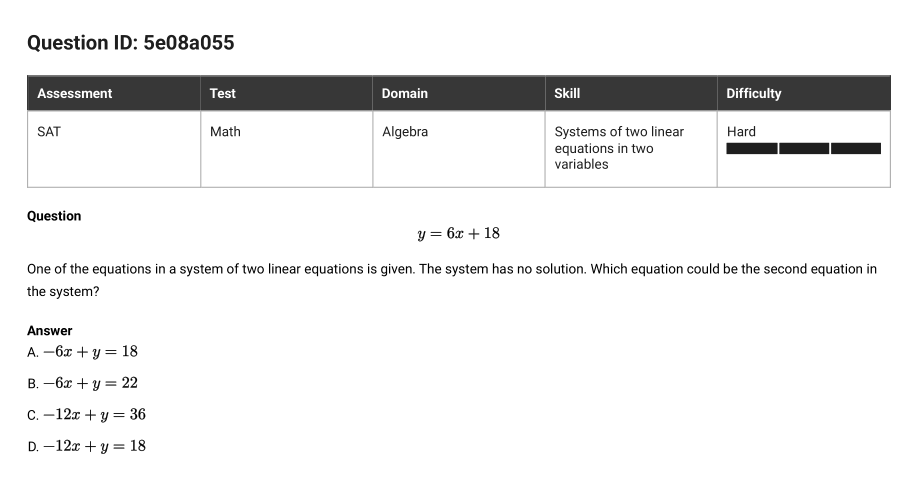 Question ID: 5e08a055
Assessment Test Domain Skill Difficulty
SAT Math Algebra Systems of two linear Hard
equations in two
variables
Question
y = 6x + 18
One of the equations in a system of two linear equations is given. The system has no solution. Which equation could be the second equation in
the system?
Answer
A. −6x + y = 18
B. −6x + y = 22
C. −12x + y = 36
D. −12x + y = 18